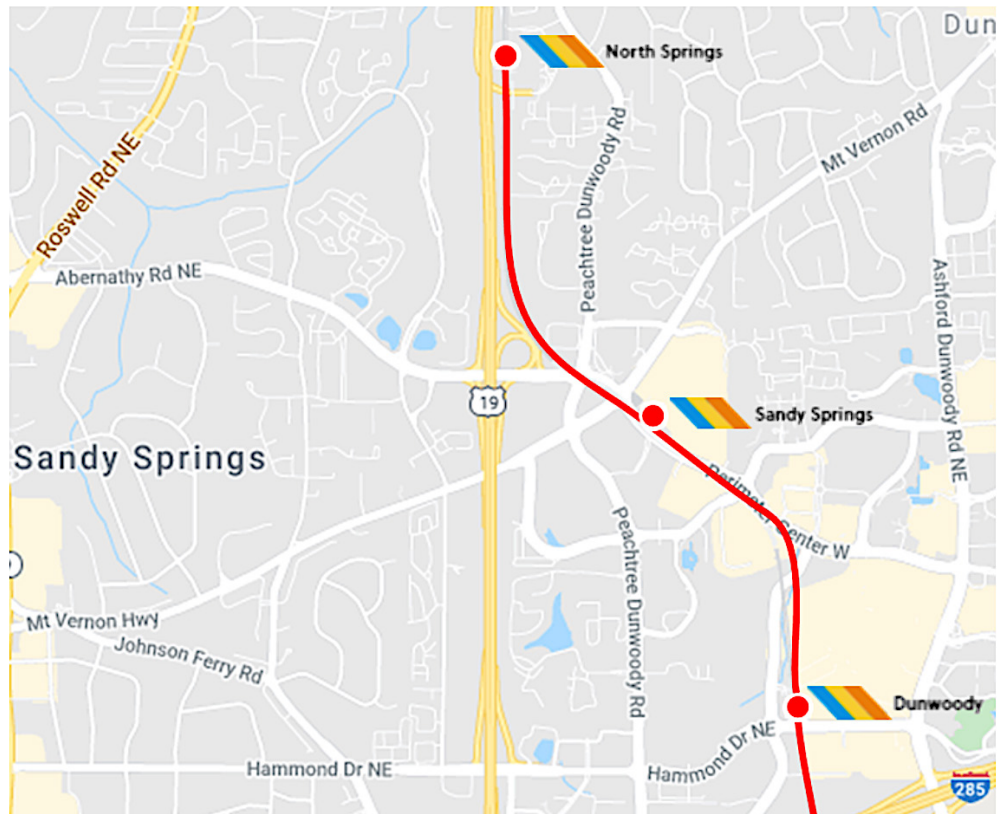 Dun
North Springs
Roswell Rd NE
Peachtree Dunwoody Rd
Mt Vernon Rd
Abernathy Rd NE
Ashford Dunwoody Rd NE
19
Sandy Springs
Sandy Springs
Perimeter Center W
Peachtree Dunwoody Rd
Mt Vernon Hwy
Johnson Ferry Rd
Dunwoody
Hammond Dr NE
Hammond Dr NE
285